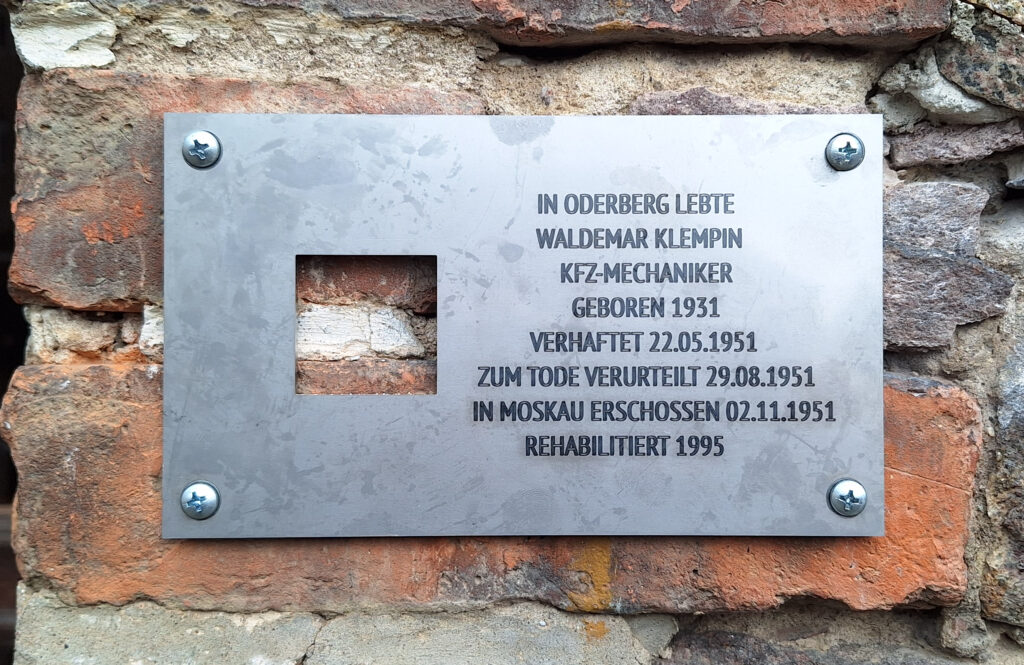 IN ODERBERG LEBTE
WALDEMAR KLEMPIN
KFZ-MECHANIKER
GEBOREN 1931
VERHAFTET 22.05.1951
ZUM TODE VERURTEILT 29.08.1951
IN MOSKAU ERSCHOSSEN 02.11.1951
REHABILITIERT 1995